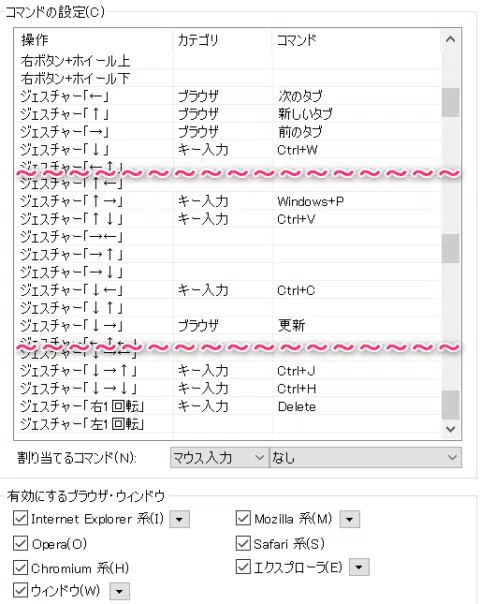 コマンドの設定(C)
操作 カテゴリ コマンド
右ボタン+ホイール上
右ボタン+ホイール下
ジェスチャー「←」 ブラウザ 次のタブ
ジェスチャー「↑」 ブラウザ 新しいタブ
ジェスチャー「→」 ブラウザ 前のタブ
ジェスチャー「↓」 キー入力 Ctrl+W
ジェスチャー「←↑」
ジェスチャー「↑←」
ジェスチャー「↑→」 キー入力 Windows+P
ジェスチャー「↑↓」 キー入力 Ctrl+V
ジェスチャー「→←」
ジェスチャー「→↑」
ジェスチャー「→↓」
ジェスチャー「↓←」 キー入力 Ctrl+C
ジェスチャー「↓↑」
ジェスチャー「↓→」 ブラウザ 更新
ジェスチャー「↓→←」
ジェスチャー「↓→↑」 キー入力 Ctrl+J
ジェスチャー「↓→↓」 キー入力 Ctrl+H
ジェスチャー「右1回転」 キー入力 Delete
ジェスチャー「左1回転」
割り当てるコマンド(N): マウス入力 なし
有効にするブラウザ・ウィンドウ
Internet Explorer 系(I) Mozilla 系(M)
Opera(O) Safari 系(S)
Chromium 系(H) エクスプローラ(E)
ウィンドウ(W)